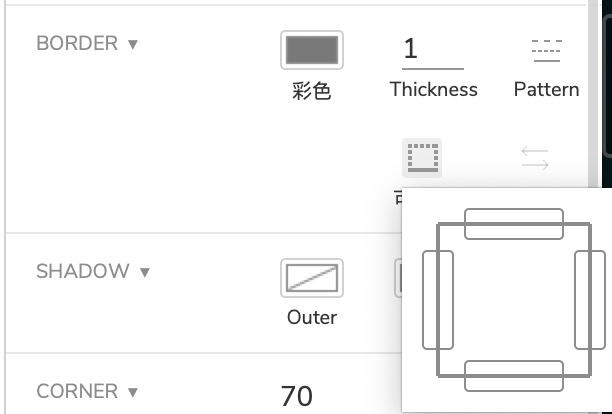 BORDER ▼
1
彩色
Thickness
Pattern
SHADOW ▼
Outer
CORNER ▼
70